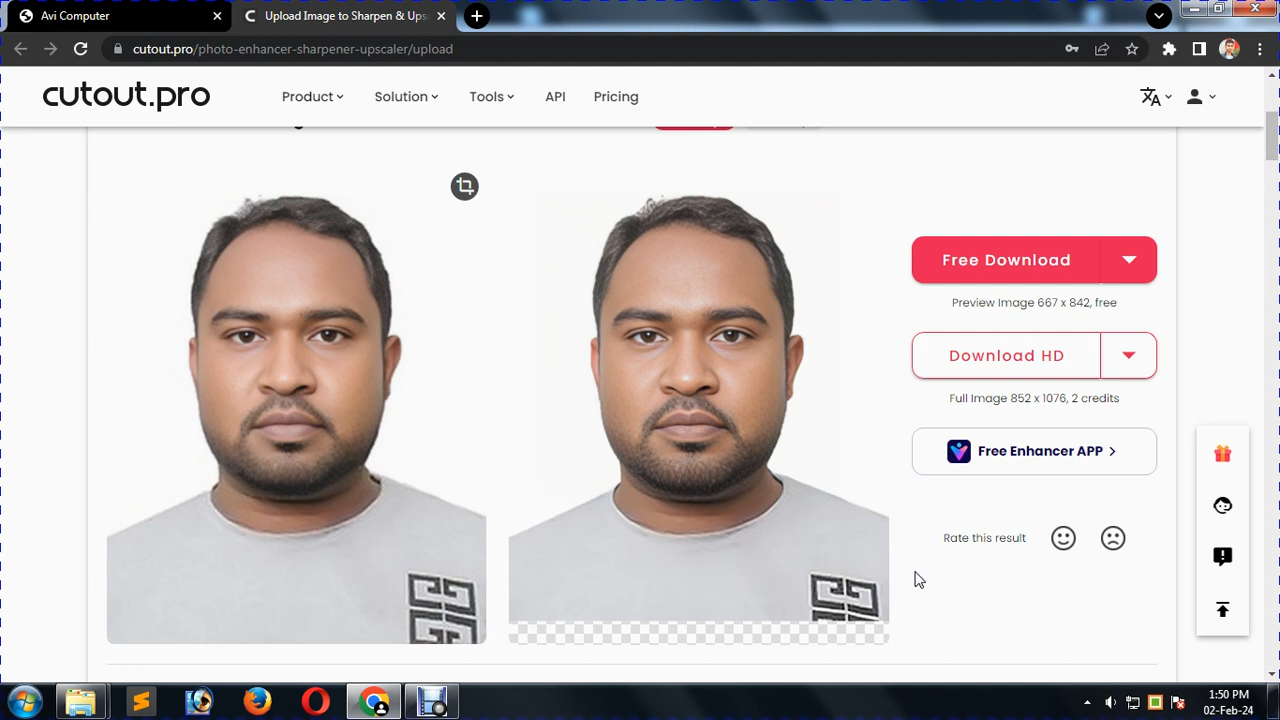 Avi Computer
Upload Image to Sharpen & Ups
cutout.pro/photo-enhancer-sharpener-upscaler/upload
cutout.pro
Product
Solution
Tools
API
Pricing
Free Download
Preview Image 667 x 842, free
Download HD
Full Image 852 x 1076, 2 credits
Free Enhancer APP
Rate this result
1:50 PM
02-Feb-24